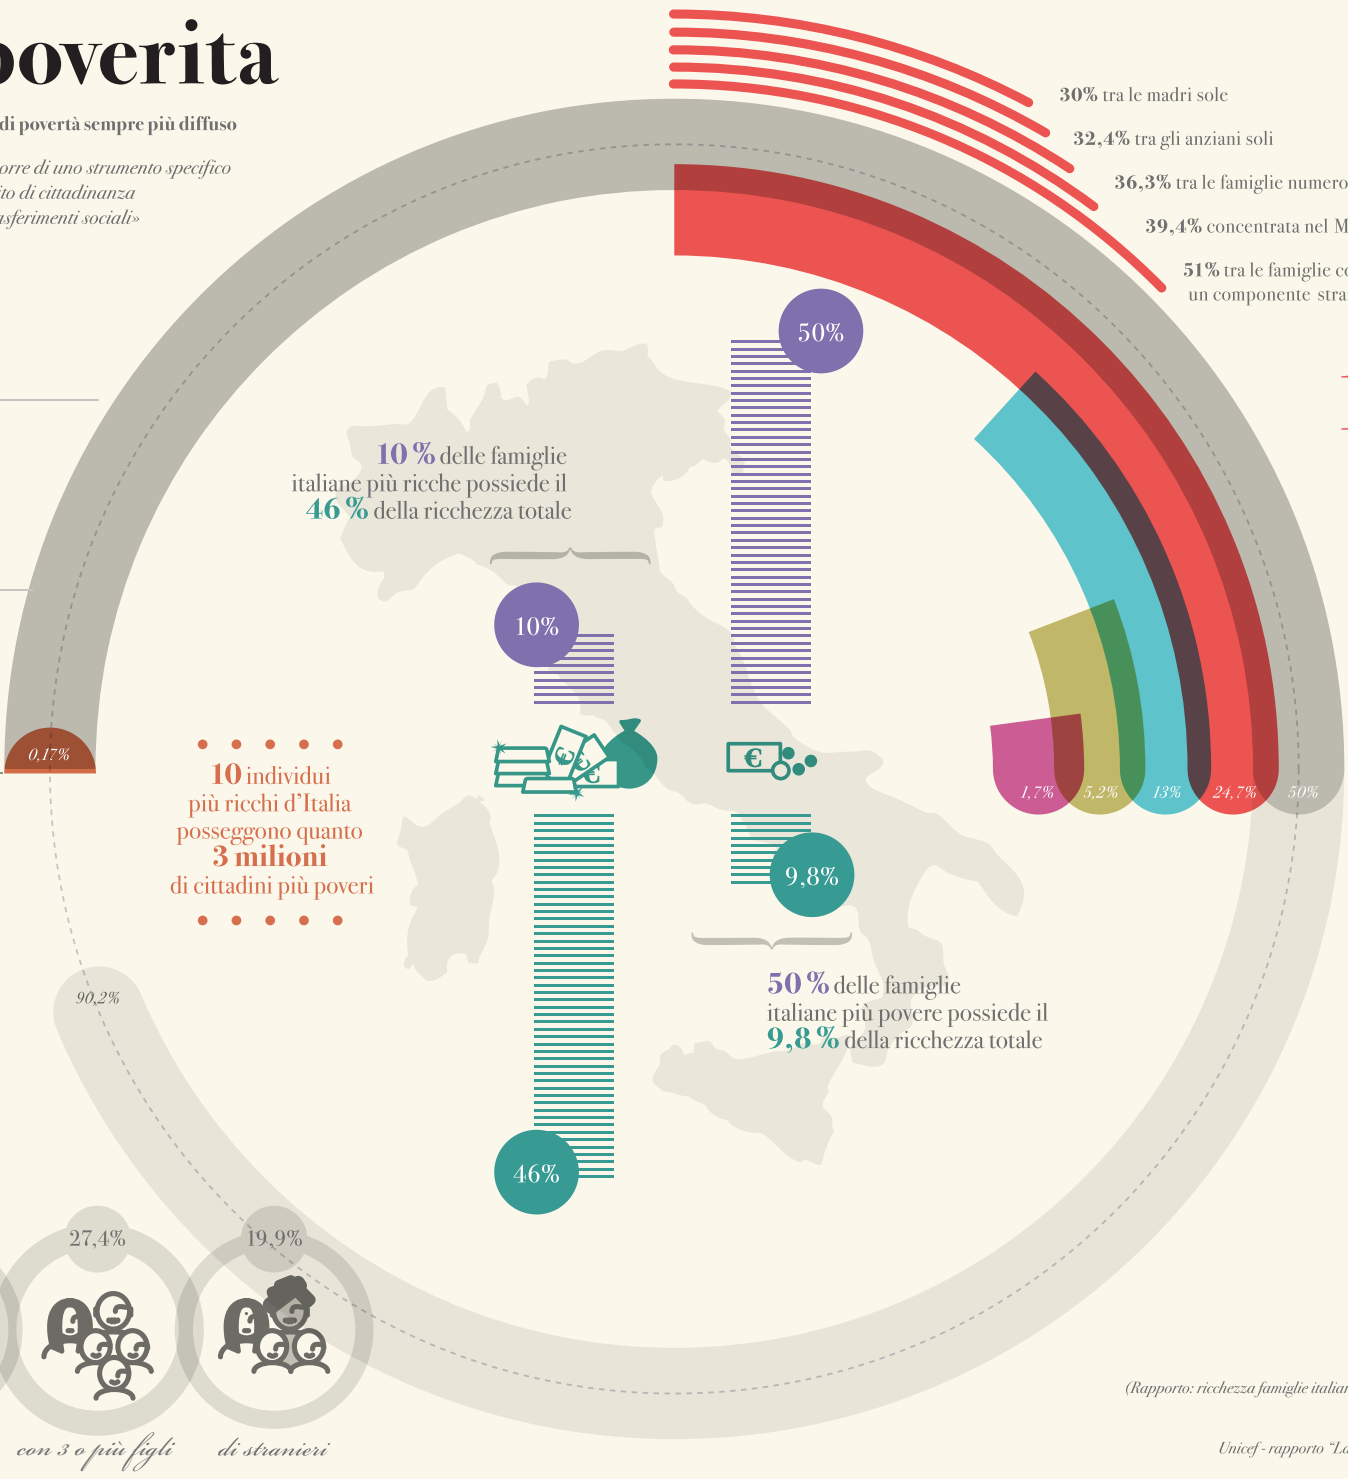 poverita
di povertà sempre più diffuso
orre di uno strumento specifico
ito di cittadinanza
asferimenti sociali»
30% tra le madri sole
32,4% tra gli anziani soli
36,3% tra le famiglie numero
39,4% concentrata nel M
51% tra le famiglie co
un componente stra
50%
10 % delle famiglie
italiane più ricche possiede il
46 % della ricchezza totale
10%
0,17%
10 individui
più ricchi d'Italia
posseggono quanto
3 milioni
di cittadini più poveri
€
€
€
€
1,7%
5,2%
13%
24,7%
50%
9,8%
90,2%
50 % delle famiglie
italiane più povere possiede il
9,8 % della ricchezza totale
46%
27,4%
19,9%
con 3 o più figli
di stranieri
(Rapporto: ricchezza famiglie italian
Unicef - rapporto “La